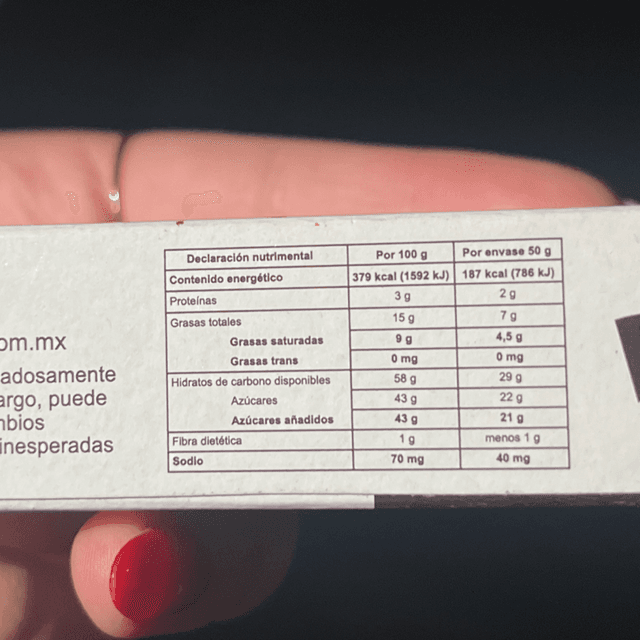 om.mx
adosamente
argo, puede
mbios
inesperadas
Declaración nutrimental Por 100 g Por envase 50 g
Contenido energético 379 kcal (1592 kJ) 187 kcal (786 kJ)
Proteínas 3 g 2 g
Grasas totales 15 g 7 g
Grasas saturadas 9 g 4,5 g
Grasas trans 0 mg 0 mg
Hidratos de carbono disponibles 58 g 29 g
Azúcares 43 g 22 g
Azúcares añadidos 43 g 21 g
Fibra dietética 1 g menos 1 g
Sodio 70 mg 40 mg